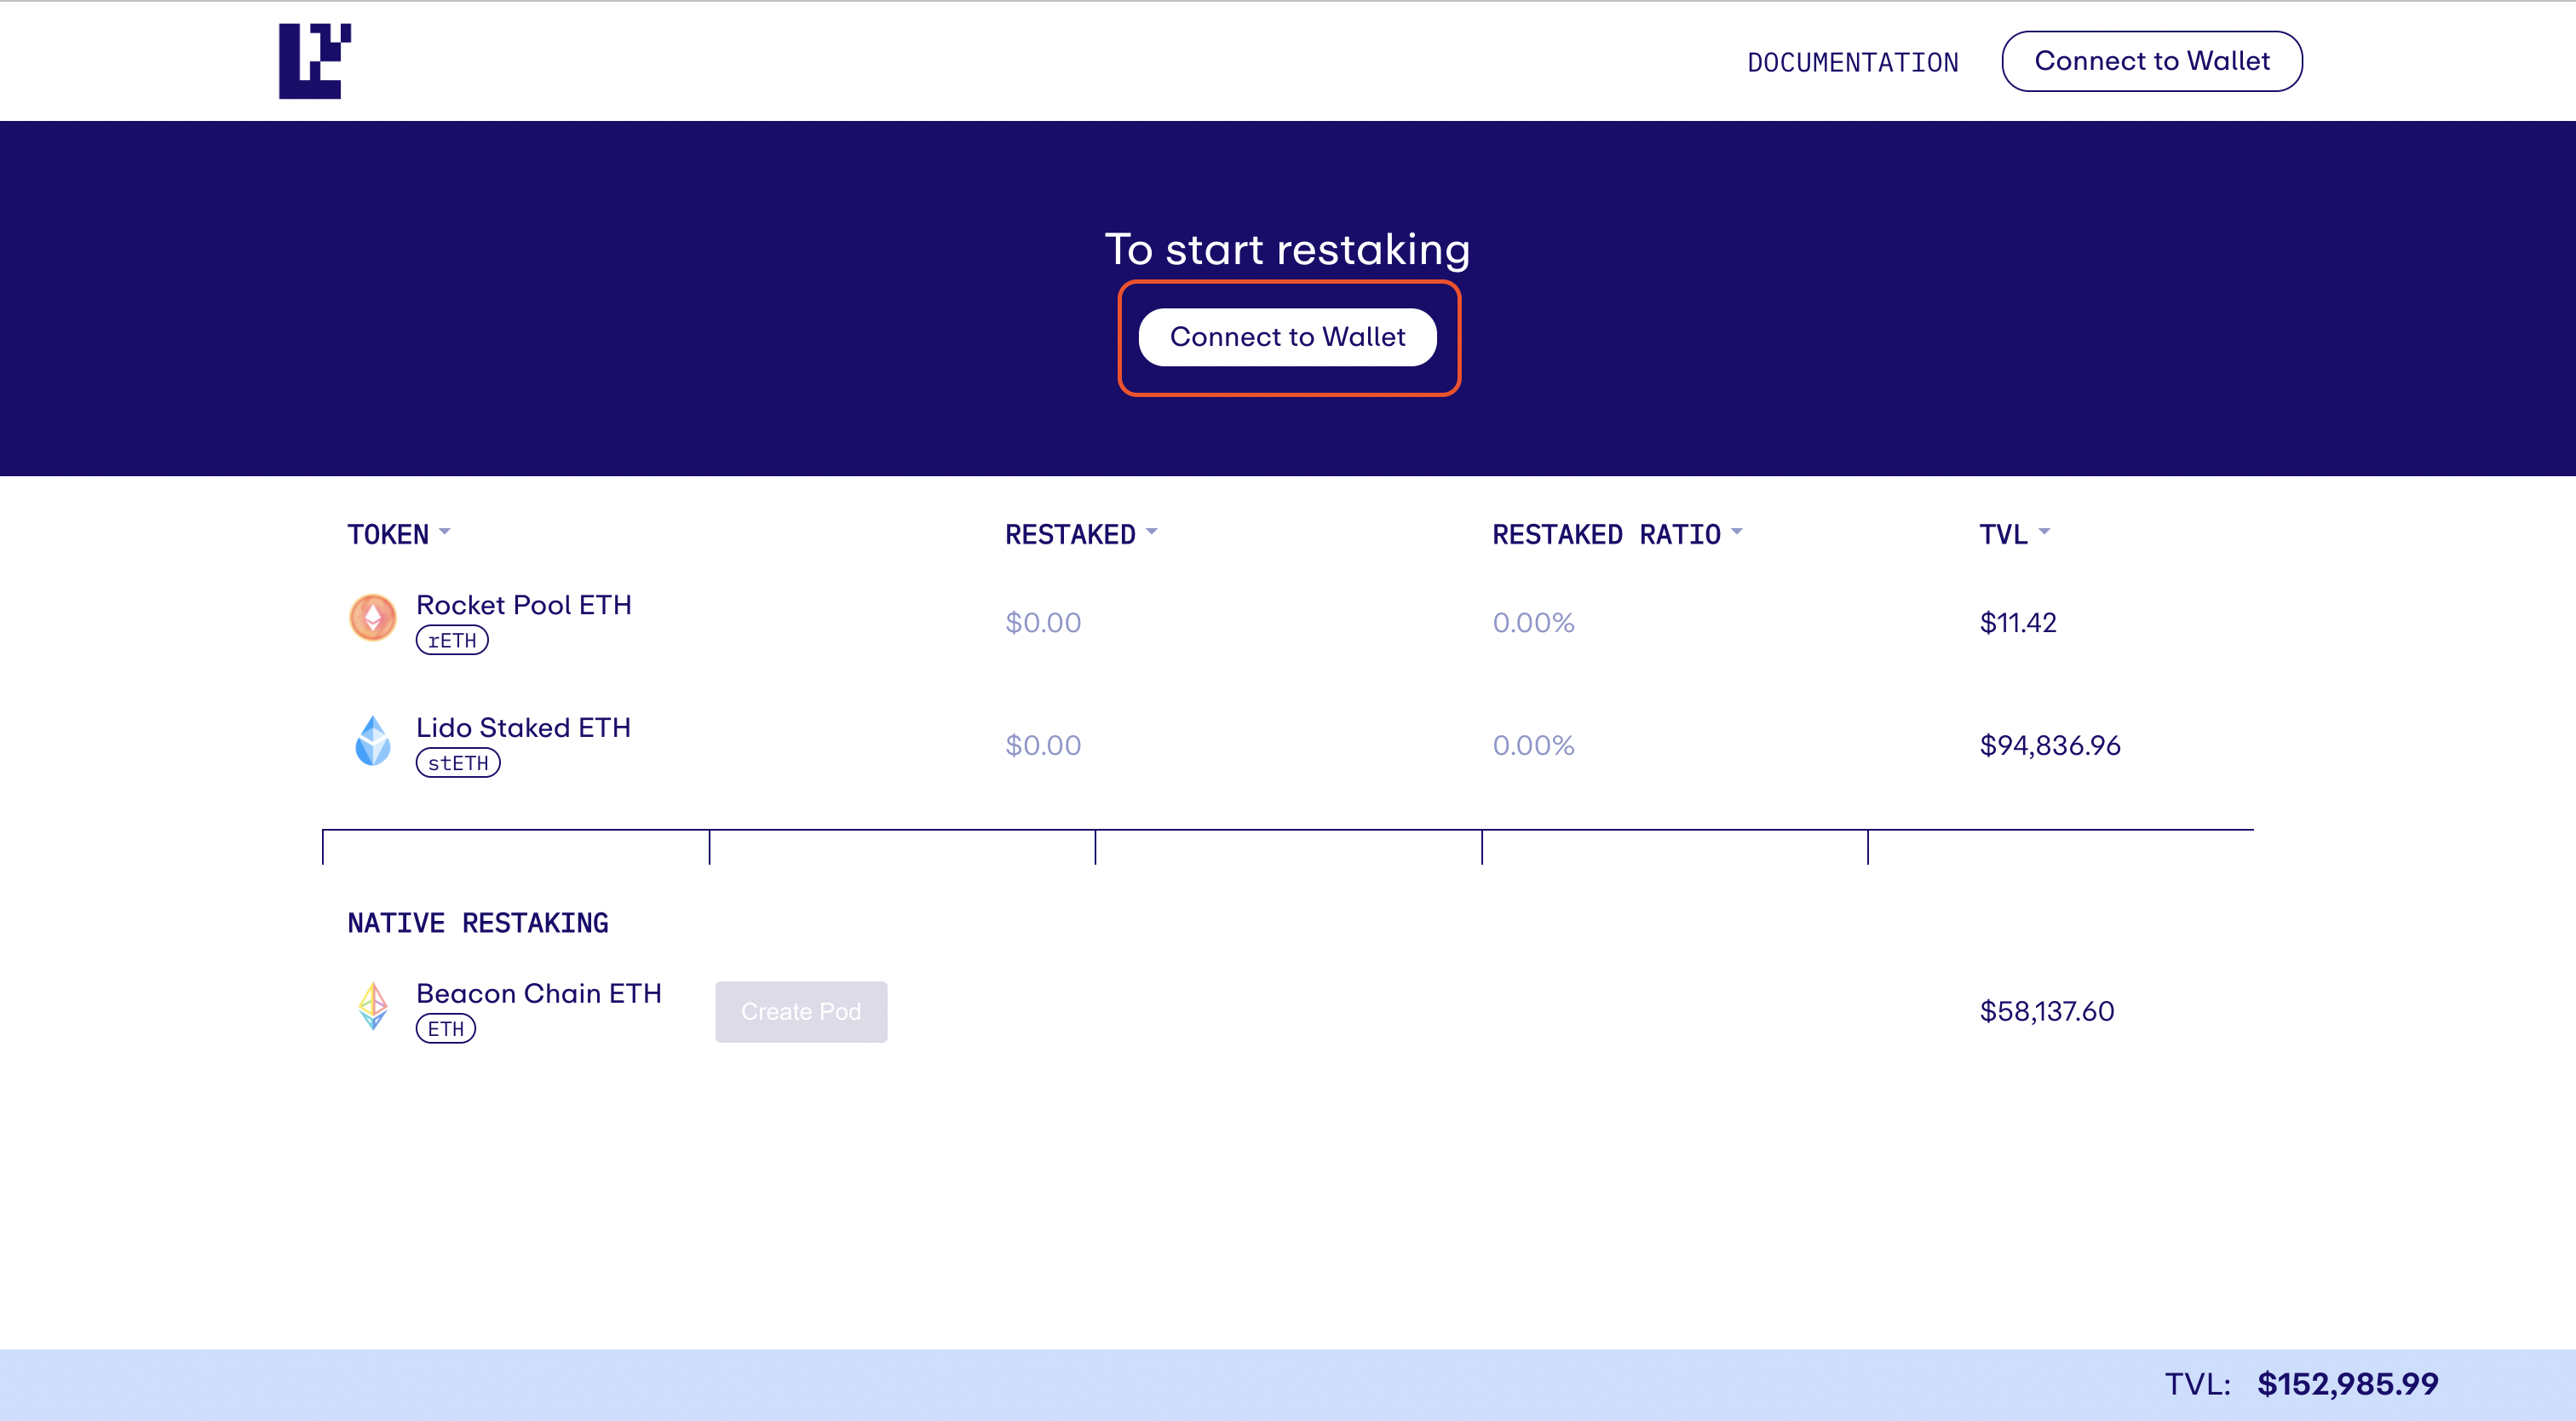 DOCUMENTATION Connect to Wallet
To start restaking
Connect to Wallet
TOKEN RESTAKED RESTAKED RATIO TVL
Rocket Pool ETH
rETH
$0.00 0.00% $11.42
Lido Staked ETH
stETH
$0.00 0.00% $94,836.96
NATIVE RESTAKING
Beacon Chain ETH
ETH
Create Pod $58,137.60
TVL: $152,985.99